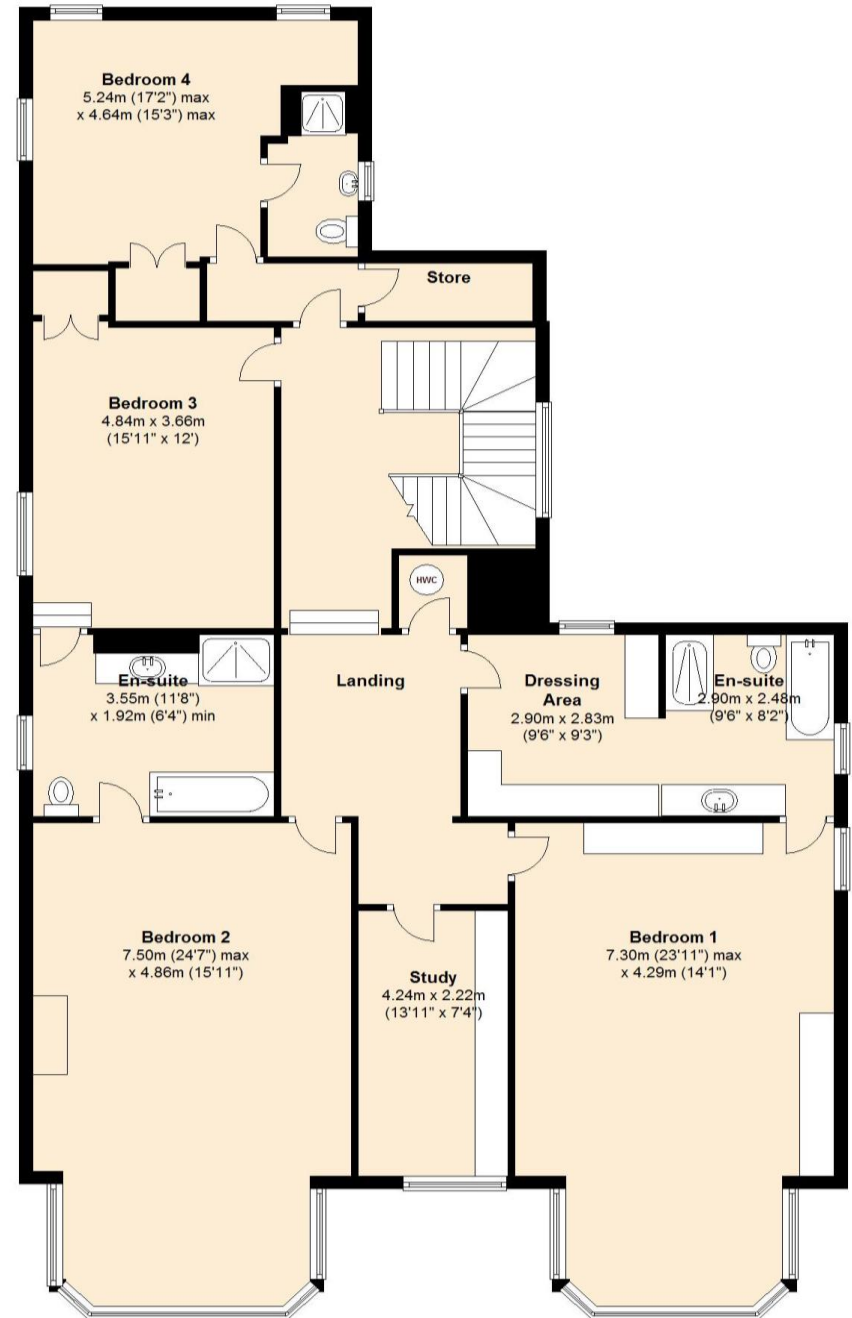 Bedroom 4
5.24m (17'2") max
x 4.64m (15'3") max
Store
Bedroom 3
4.84m x 3.66m
(15'11" x 12')
HWC
En-suite
3.55m (11'8")
x 1.92m (6'4") min
Landing
Dressing
Area
2.90m x 2.83m
(9'6" x 9'3")
En-suite
2.90m x 2.48m
(9'6" x 8'2")
Bedroom 2
7.50m (24'7") max
x 4.86m (15'11")
Study
4.24m x 2.22m
(13'11" x 7'4")
Bedroom 1
7.30m (23'11") max
x 4.29m (14'1")